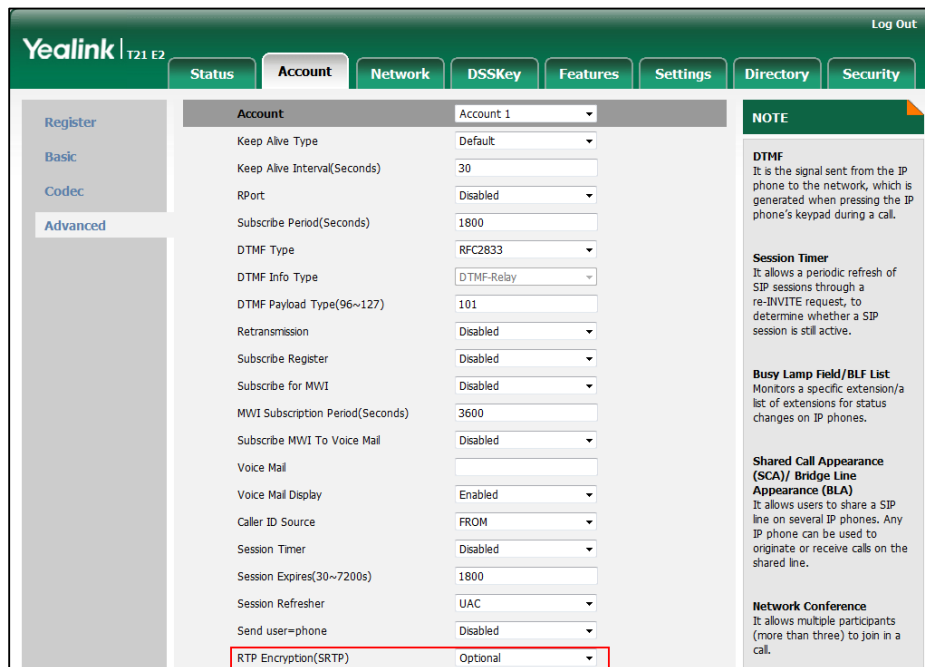 Log Out
Yealink T21 E2
Status Account Network DSSKey Features Settings Directory Security
Register
Basic
Codec
Advanced
Account Account 1
Keep Alive Type Default
Keep Alive Interval(Seconds) 30
RPort Disabled
Subscribe Period(Seconds) 1800
DTMF Type RFC2833
DTMF Info Type DTMF-Relay
DTMF Payload Type(96~127) 101
Retransmission Disabled
Subscribe Register Disabled
Subscribe for MWI Disabled
MWI Subscription Period(Seconds) 3600
Subscribe MWI To Voice Mail Disabled
Voice Mail
Voice Mail Display Enabled
Caller ID Source FROM
Session Timer Disabled
Session Expires(30~7200s) 1800
Session Refresher UAC
Send user=phone Disabled
RTP Encryption(SRTP) Optional
NOTE
DTMF
It is the signal sent from the IP
phone to the network, which is
generated when pressing the IP
phone's keypad during a call.
Session Timer
It allows a periodic refresh of
SIP sessions through a
re-INVITE request, to
determine whether a SIP
session is still active.
Busy Lamp Field/BLF List
Monitors a specific extension/a
list of extensions for status
changes on IP phones.
Shared Call Appearance
(SCA)/ Bridge Line
Appearance (BLA)
It allows users to share a SIP
line on several IP phones. Any
IP phone can be used to
originate or receive calls on the
shared line.
Network Conference
It allows multiple participants
(more than three) to join in a
call.